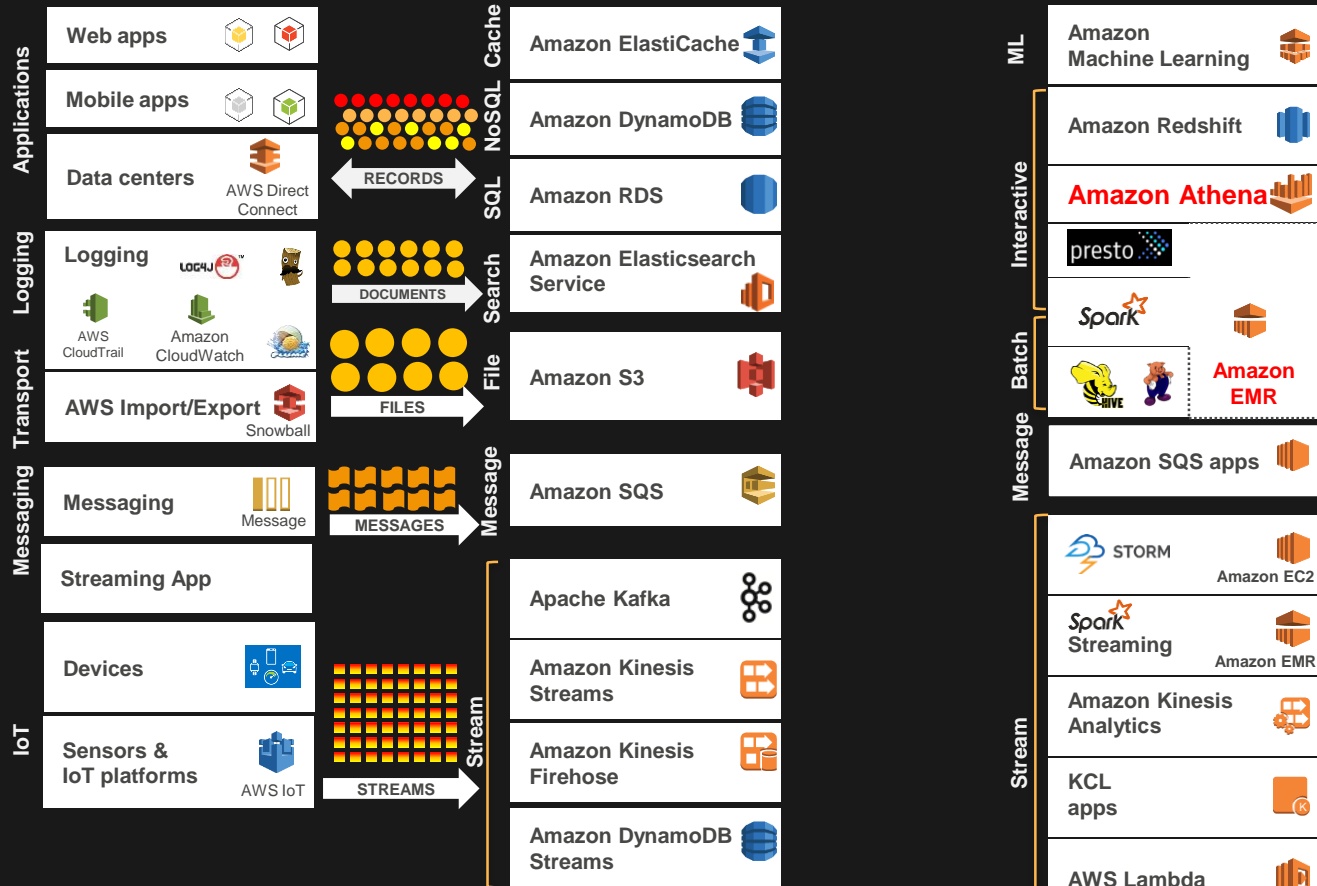 Applications
Web apps
Mobile apps
Data centers
AWS Direct
Connect
Logging
Logging
LOG4J
™
AWS
CloudTrail
Amazon
CloudWatch
Transport
AWS Import/Export
Snowball
Messaging
Messaging
Message
Streaming App
IoT
Devices
Sensors &
IoT platforms
AWS IoT
RECORDS
DOCUMENTS
FILES
MESSAGES
STREAMS
Cache
Amazon ElastiCache
NoSQL
Amazon DynamoDB
SQL
Amazon RDS
Search
Amazon Elasticsearch
Service
File
Amazon S3
Message
Amazon SQS
Stream
Apache Kafka
Amazon Kinesis
Streams
Amazon Kinesis
Firehose
Amazon DynamoDB
Streams
ML
Amazon
Machine Learning
Interactive
Amazon Redshift
Amazon Athena
presto
Spark
Batch
HIVE
Amazon
EMR
Message
Amazon SQS apps
Stream
STORM
Amazon EC2
Spark
Streaming
Amazon EMR
Amazon Kinesis
Analytics
KCL
apps
K
AWS Lambda